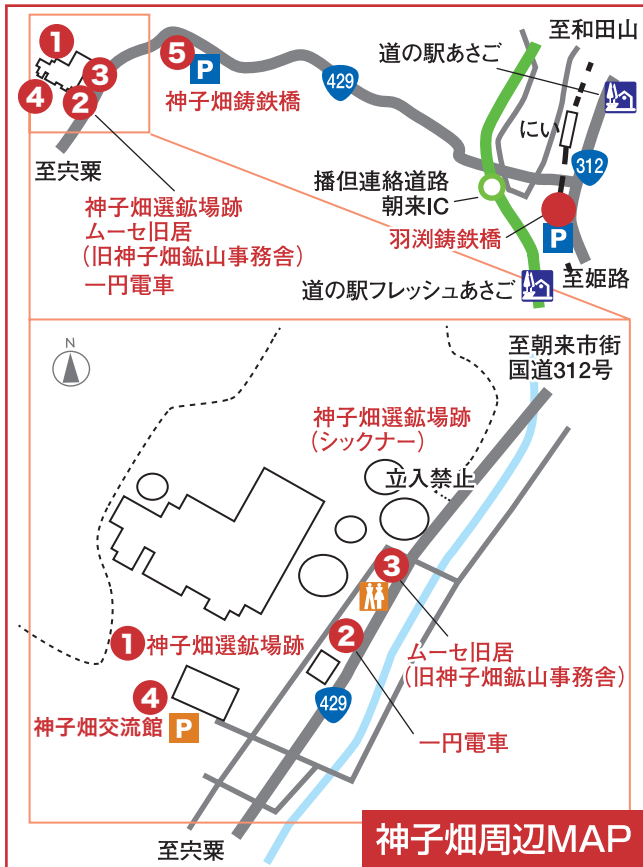 至和田山
道の駅あさご
1
5
3
P
4
2
429
神子畑鋳鉄橋
にい
至宍粟
312
播但連絡道路
朝来IC
神子畑選鉱場跡
ムーセ旧居
(旧神子畑鉱山事務舎)
一円電車
羽渕鋳鉄橋
P
至姫路
道の駅フレッシュあさご
N
至朝来市街
国道312号
神子畑選鉱場跡
(シックナー)
立入禁止
3
2
1 神子畑選鉱場跡
ムーセ旧居
(旧神子畑鉱山事務舎)
4
429
神子畑交流館 P
一円電車
至宍粟
神子畑周辺MAP